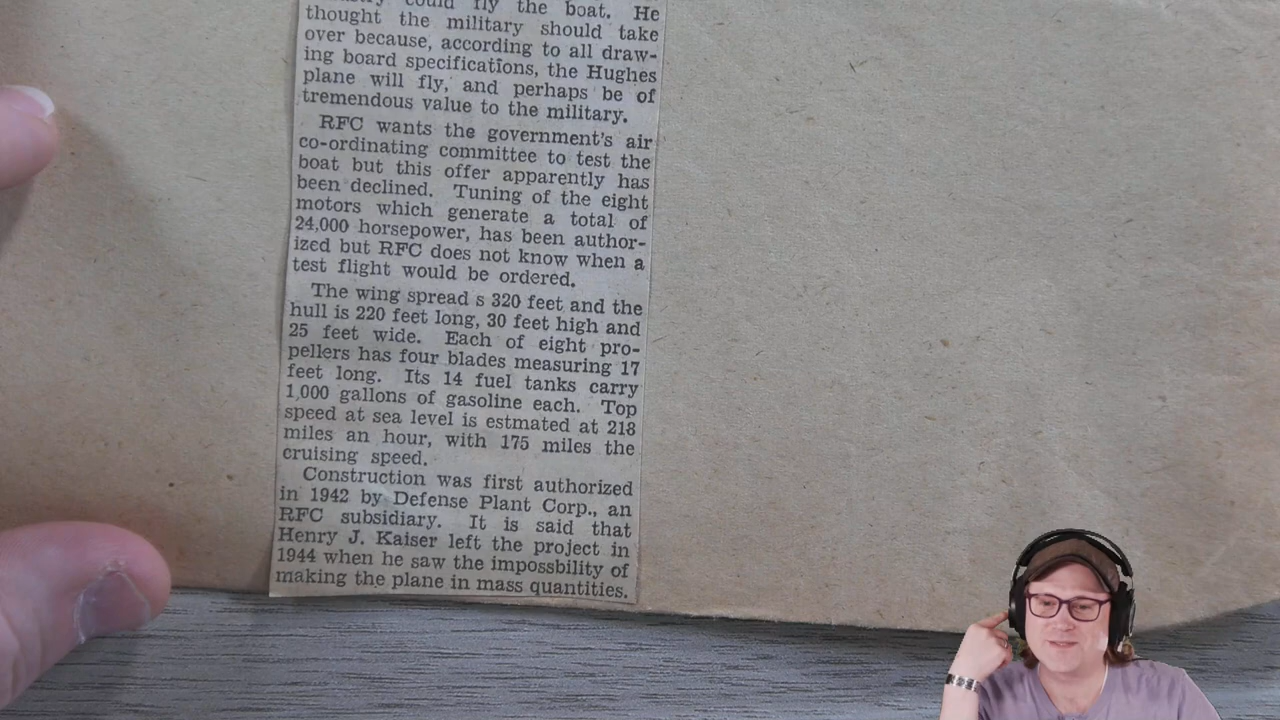 could fly the boat. He
thought the military should take
over because, according to all draw-
ing board specifications, the Hughes
plane will fly, and perhaps be of
tremendous value to the military.
RFC wants the government's air
co-ordinating committee to test the
boat but this offer apparently has
been declined. Tuning of the eight
motors which generate a total of
24,000 horsepower, has been author-
ized but RFC does not know when a
test flight would be ordered.
The wing spread s 320 feet and the
hull is 220 feet long, 30 feet high and
25 feet wide. Each of eight pro-
pellers has four blades measuring 17
feet long. Its 14 fuel tanks carry
1,000 gallons of gasoline each. Top
speed at sea level is estmated at 218
miles an hour, with 175 miles the
cruising speed.
Construction was first authorized
in 1942 by Defense Plant Corp., an
RFC subsidiary. It is said that
Henry J. Kaiser left the project in
1944 when he saw the impossbility of
making the plane in mass quantities.